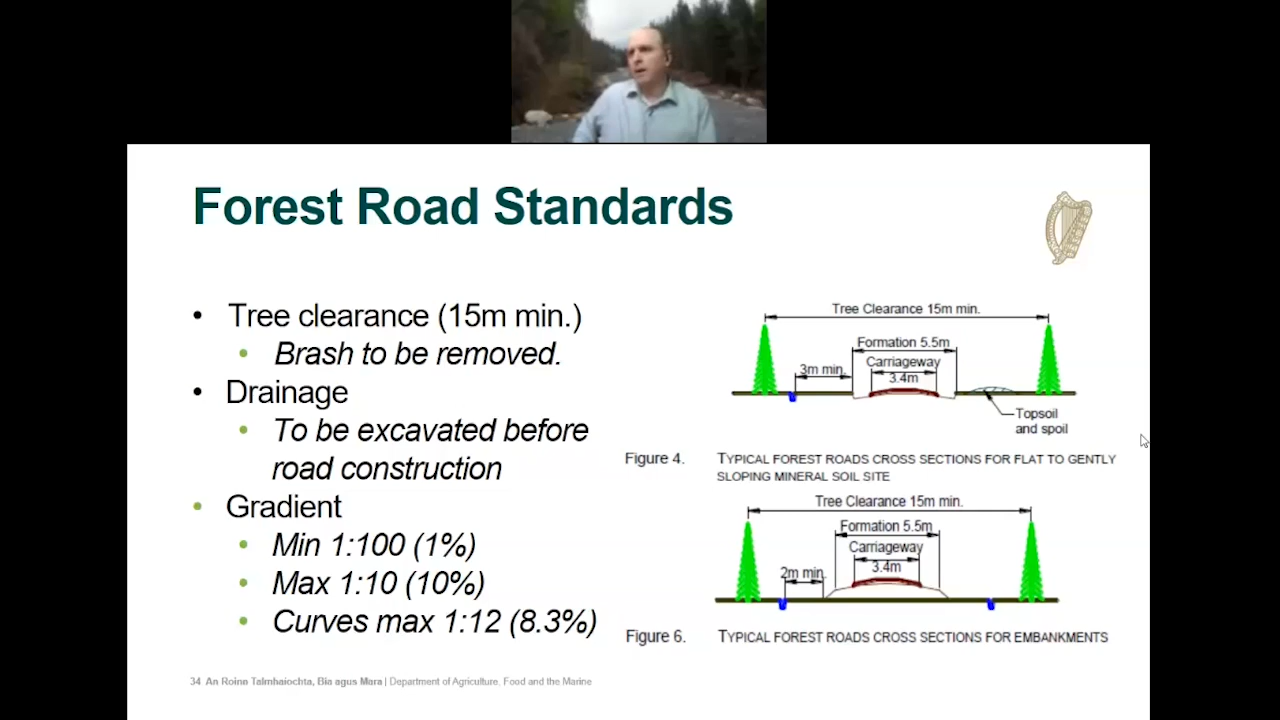 Forest Road Standards
• Tree clearance (15m min.)
• Brash to be removed.
• Drainage
• To be excavated before
road construction
• Gradient
• Min 1:100 (1%)
• Max 1:10 (10%)
• Curves max 1:12 (8.3%)
Tree Clearance 15m min.
Formation 5.5m
Carriageway
3m min.
3.4m
Topsoil
and spoil
Figure 4. TYPICAL FOREST ROADS CROSS SECTIONS FOR FLAT TO GENTLY
SLOPING MINERAL SOIL SITE
Tree Clearance 15m min.
Formation 5.5m
Carriageway
3.4m
2m min.
Figure 6. TYPICAL FOREST ROADS CROSS SECTIONS FOR EMBANKMENTS
34 An Roinn Talmhaíochta, Bia agus Mara | Department of Agriculture, Food and the Marine